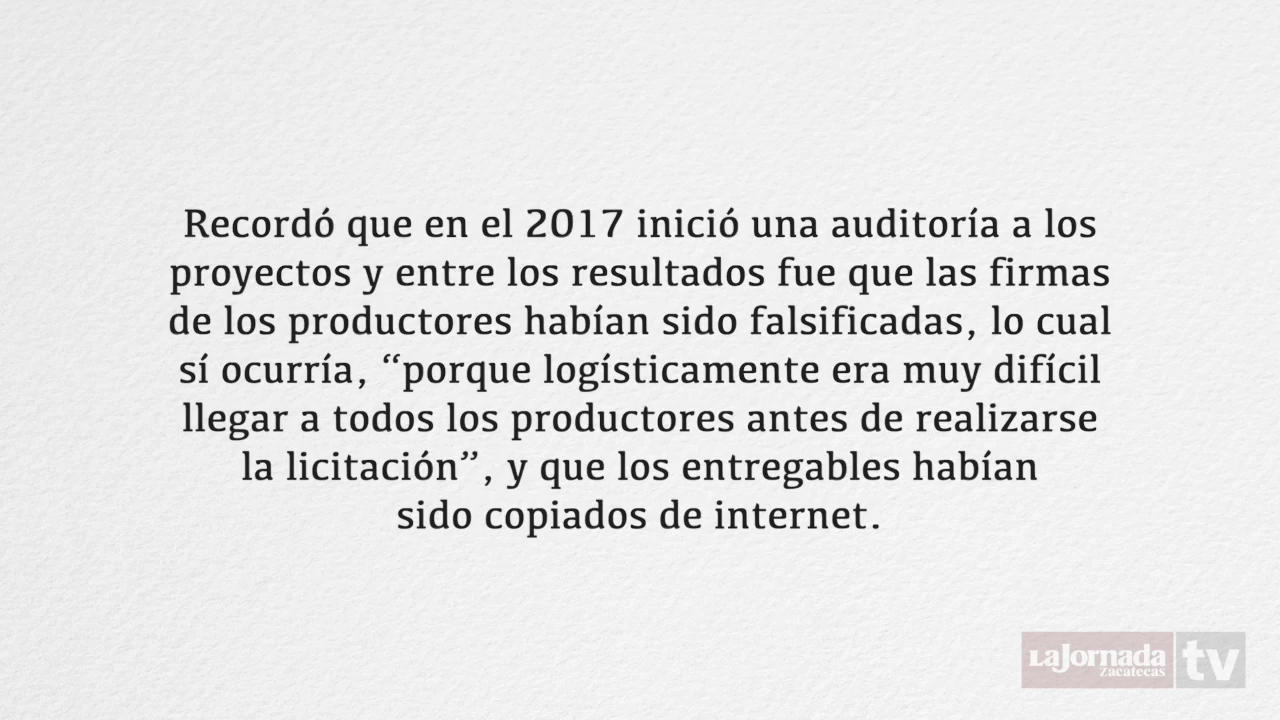 Recordó que en el 2017 inició una auditoría a los
proyectos y entre los resultados fue que las firmas
de los productores habían sido falsificadas, lo cual
sí ocurría, “porque logísticamente era muy difícil
llegar a todos los productores antes de realizarse
la licitación”, y que los entregables habían
sido copiados de internet.
LaJornada tv
Zacatecas